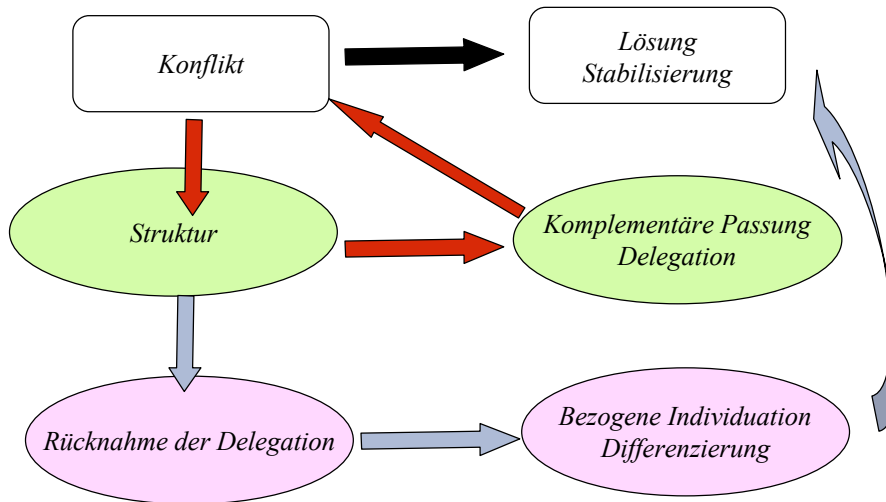 Konflikt
Lösung
Stabilisierung
Struktur
Komplementäre Passung
Delegation
Rücknahme der Delegation
Bezogene Individuation
Differenzierung